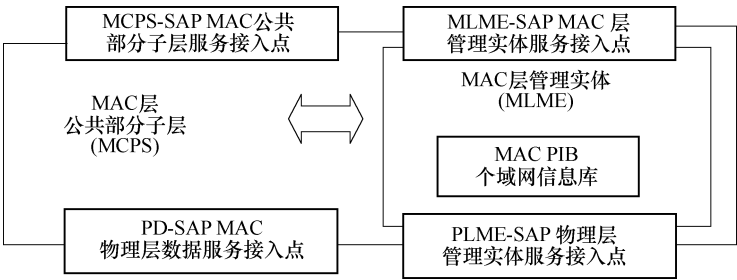 MCPS-SAP MAC公共
部分子层服务接入点
MLME-SAP MAC 层
管理实体服务接入点
MAC层
公共部分子层
(MCPS)
MAC层管理实体
(MLME)
MAC PIB
个域网信息库
PD-SAP MAC
物理层数据服务接入点
PLME-SAP 物理层
管理实体服务接入点